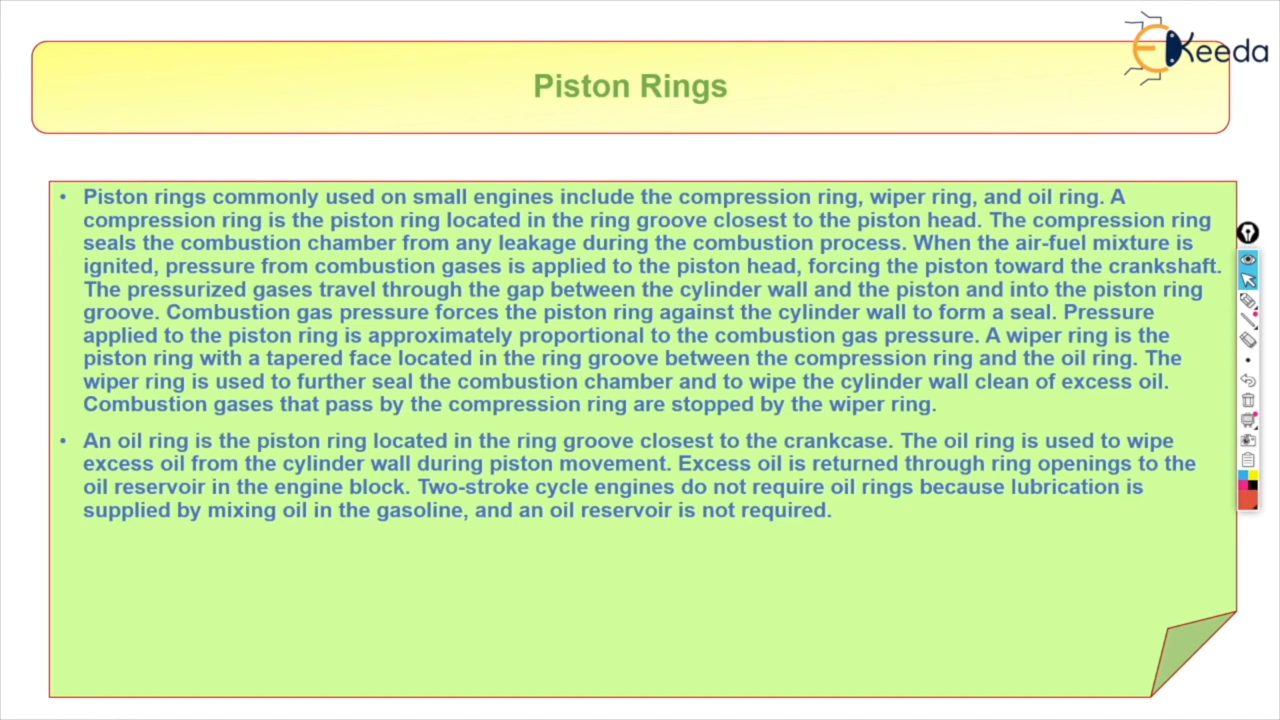 EKeeda
Piston Rings
• Piston rings commonly used on small engines include the compression ring, wiper ring, and oil ring. A
compression ring is the piston ring located in the ring groove closest to the piston head. The compression ring
seals the combustion chamber from any leakage during the combustion process. When the air-fuel mixture is
ignited, pressure from combustion gases is applied to the piston head, forcing the piston toward the crankshaft.
The pressurized gases travel through the gap between the cylinder wall and the piston and into the piston ring
groove. Combustion gas pressure forces the piston ring against the cylinder wall to form a seal. Pressure
applied to the piston ring is approximately proportional to the combustion gas pressure. A wiper ring is the
piston ring with a tapered face located in the ring groove between the compression ring and the oil ring. The
wiper ring is used to further seal the combustion chamber and to wipe the cylinder wall clean of excess oil.
Combustion gases that pass by the compression ring are stopped by the wiper ring.
• An oil ring is the piston ring located in the ring groove closest to the crankcase. The oil ring is used to wipe
excess oil from the cylinder wall during piston movement. Excess oil is returned through ring openings to the
oil reservoir in the engine block. Two-stroke cycle engines do not require oil rings because lubrication is
supplied by mixing oil in the gasoline, and an oil reservoir is not required.